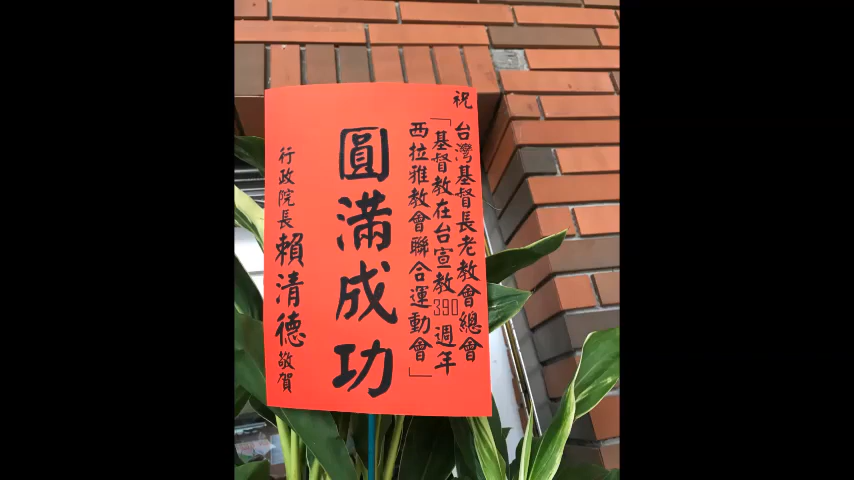 祝
台灣基督長老教會總會
「基督教在台宣教390週年
西拉雅教會聯合運動會」
圓滿成功
行政院長賴清德敬賀